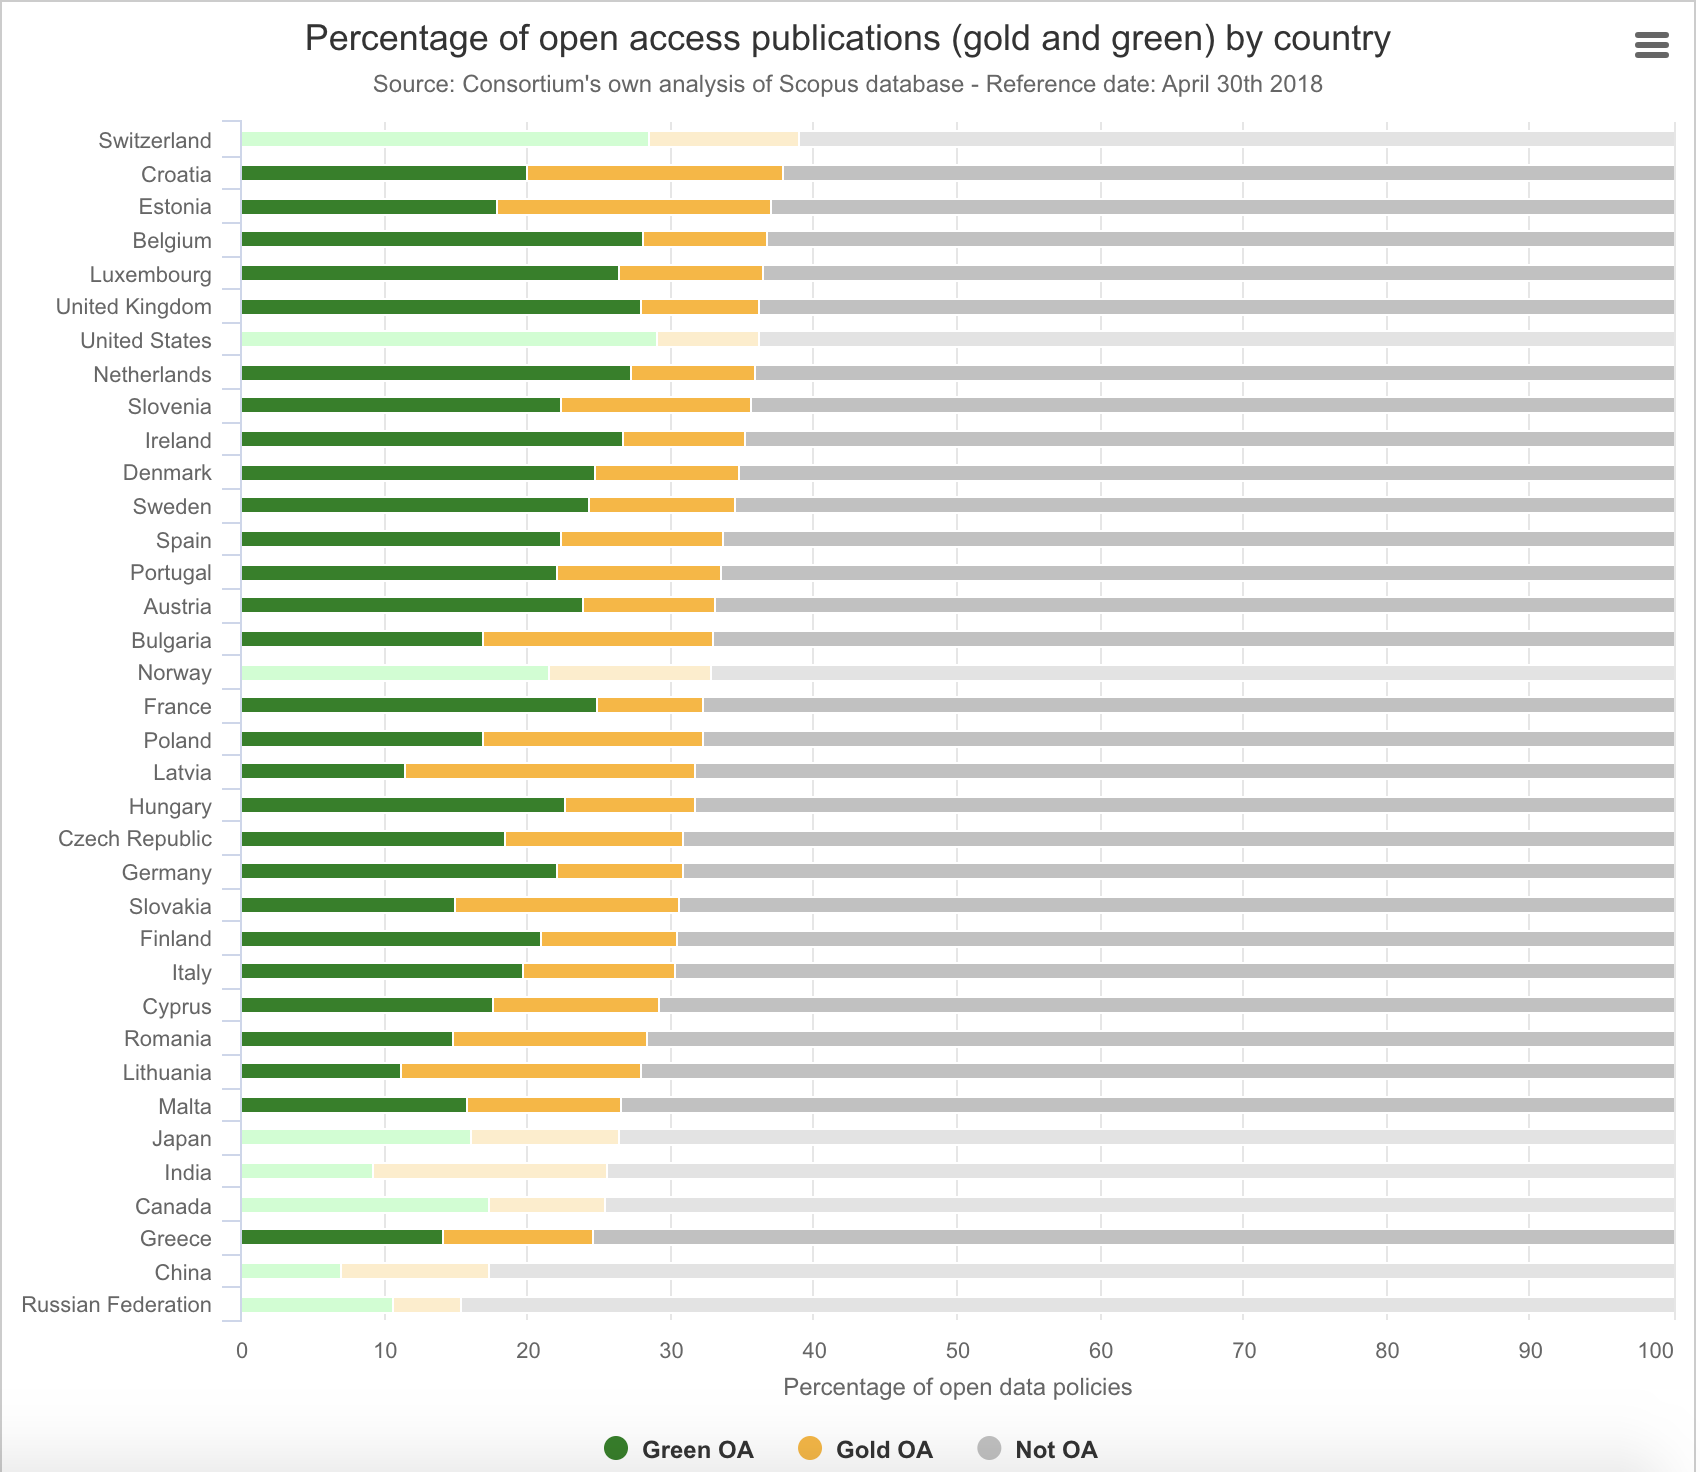 Percentage of open access publications (gold and green) by country
Source: Consortium's own analysis of Scopus database - Reference date: April 30th 2018
Switzerland
Croatia
Estonia
Belgium
Luxembourg
United Kingdom
United States
Netherlands
Slovenia
Ireland
Denmark
Sweden
Spain
Portugal
Austria
Bulgaria
Norway
France
Poland
Latvia
Hungary
Czech Republic
Germany
Slovakia
Finland
Italy
Cyprus
Romania
Lithuania
Malta
Japan
India
Canada
Greece
China
Russian Federation
0 10 20 30 40 50 60 70 80 90 100
Percentage of open data policies
Green OA Gold OA Not OA